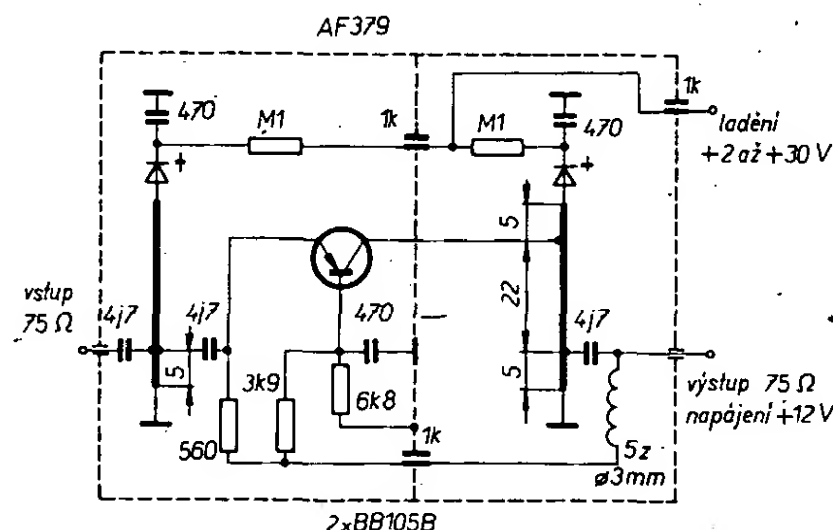 AF379
470
M1
1k
M1
470
1k
ladění
+2 až +30 V
5
22
vstup
75 Ω
4j7
4j7
470
4j7
5
3k9
6k8
5
výstup 75 Ω
napájení +12 V
560
1k
5z
ø3mm
2xBB105B